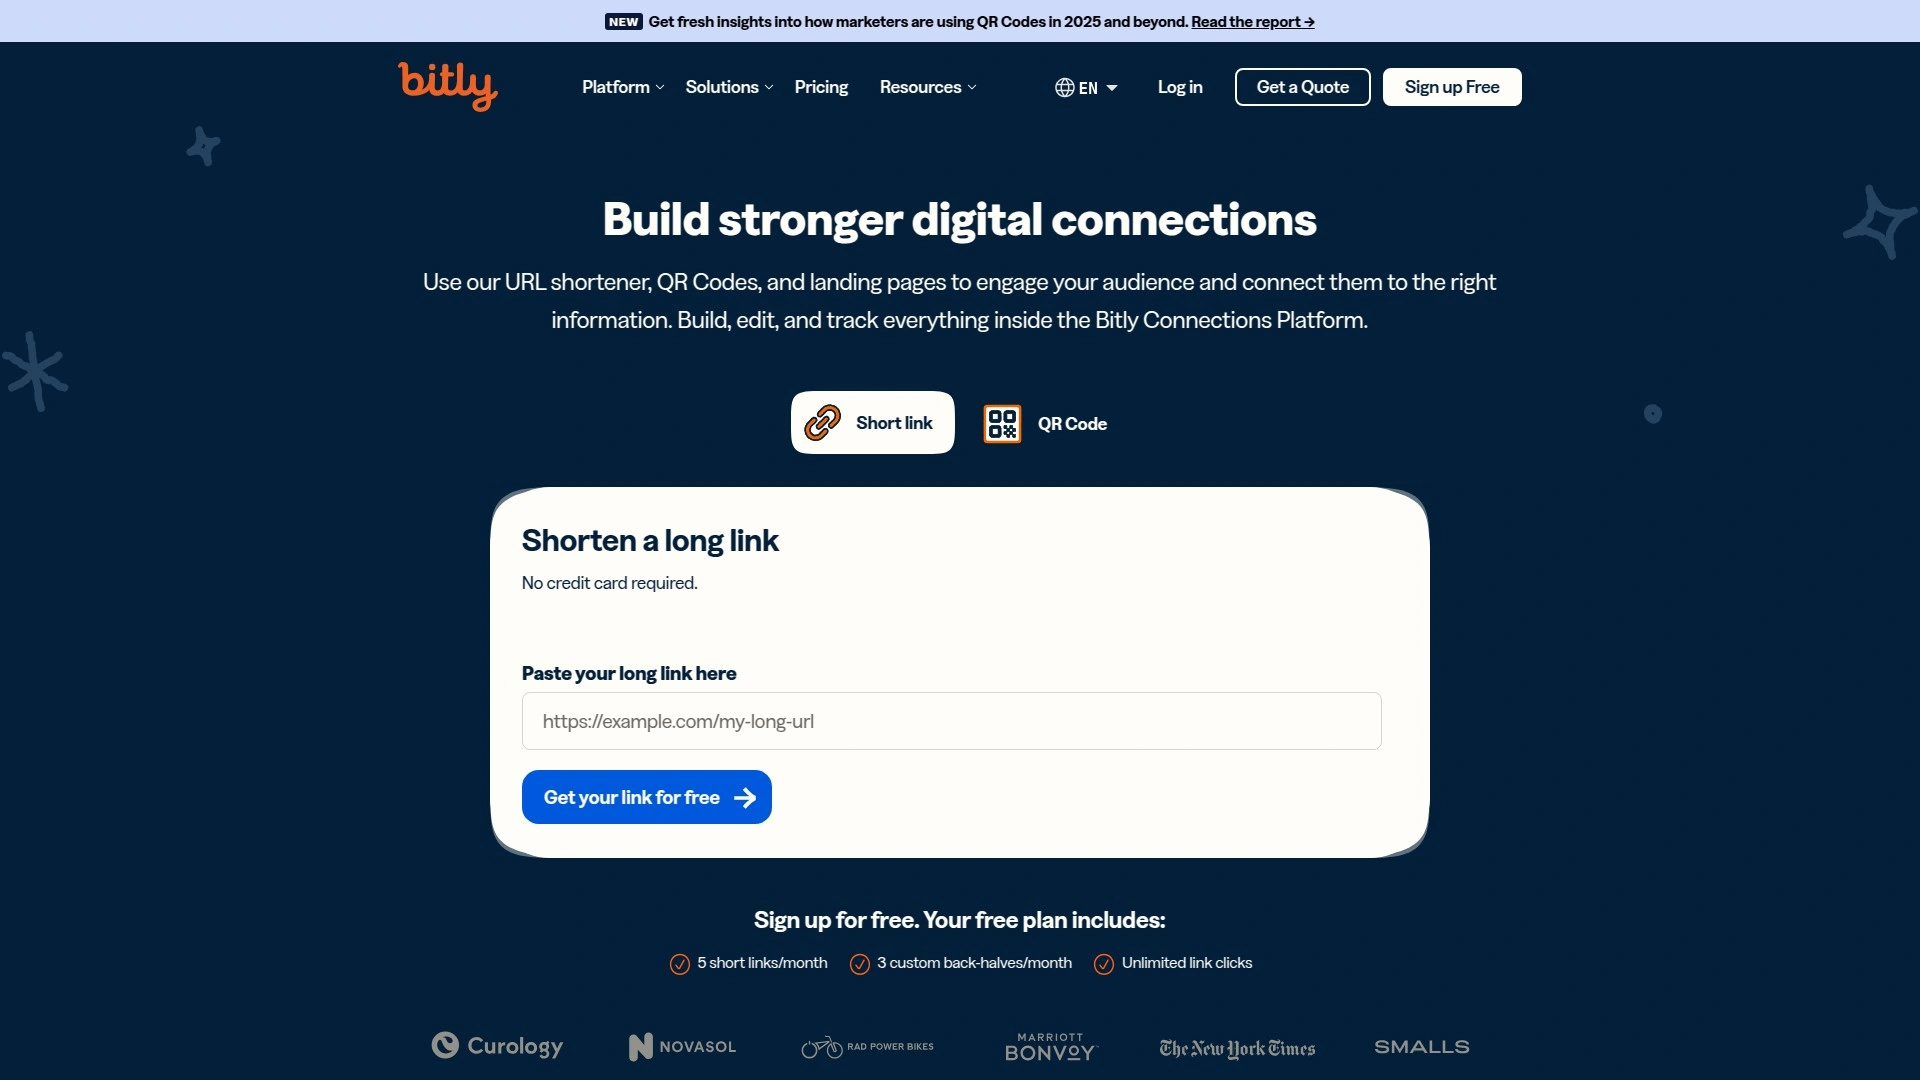 NEW Get fresh insights into how marketers are using QR Codes in 2025 and beyond. Read the report →
bitly Platform Solutions Pricing Resources EN Log in Get a Quote Sign up Free
Build stronger digital connections
Use our URL shortener, QR Codes, and landing pages to engage your audience and connect them to the right
information. Build, edit, and track everything inside the Bitly Connections Platform.
Short link QR Code
Shorten a long link
No credit card required.
Paste your long link here
https://example.com/my-long-url
Get your link for free
Sign up for free. Your free plan includes:
5 short links/month 3 custom back-halves/month Unlimited link clicks
Curology NOVASOL RAD POWER BIKES MARRIOTT BONVOY The New York Times SMALLS